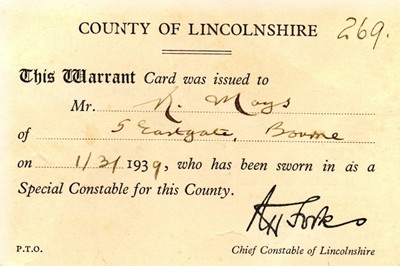 COUNTY OF LINCOLNSHIRE 269.
This Warrant Card was issued to
Mr. R. Mays
of 5 Eastgate, Bourne
on 1/3/1939, who has been sworn in as a
Special Constable for this County.
P.T.O. Chief Constable of Lincolnshire